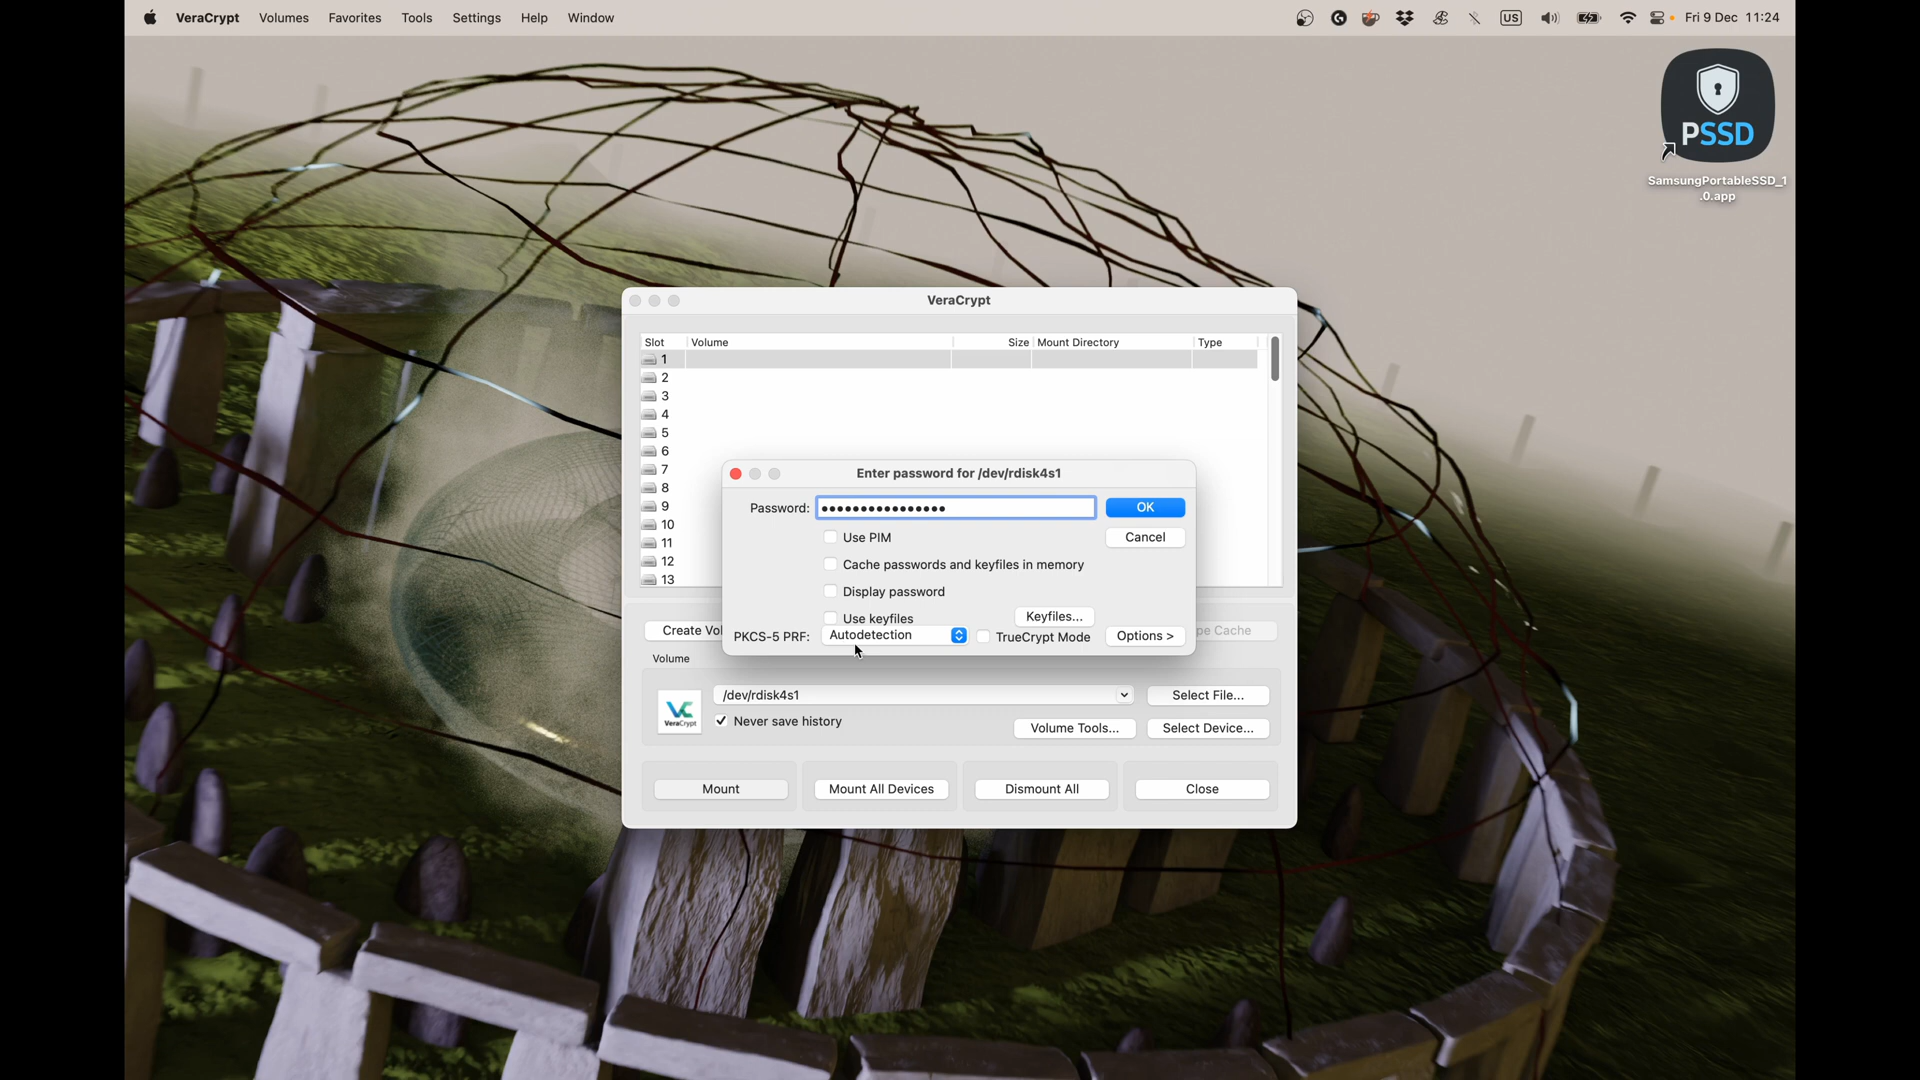 VeraCrypt Volumes Favorites Tools Settings Help Window US Fri 9 Dec 11:24
PSSD
SamsungPortableSSD_1
.0.app
VeraCrypt
Slot Volume Size Mount Directory Type
1
2
3
4
5
6
7
8
9
10
11
12
13
Enter password for /dev/rdisk4s1
Password: •••••••••••••••• OK
Use PIM Cancel
Cache passwords and keyfiles in memory
Display password
Use keyfiles Keyfiles...
PKCS-5 PRF: Autodetection TrueCrypt Mode Options >
Create Vol pe Cache
Volume
/dev/rdisk4s1 Select File...
VeraCrypt
Never save history
Volume Tools... Select Device...
Mount Mount All Devices Dismount All Close